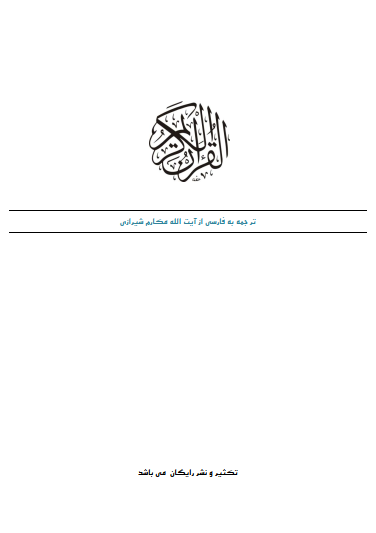 القرآن الكريم
ترجمه به فارسی از آیت الله مکارم شیرازی
تکثیر و نشر رایگان می باشد